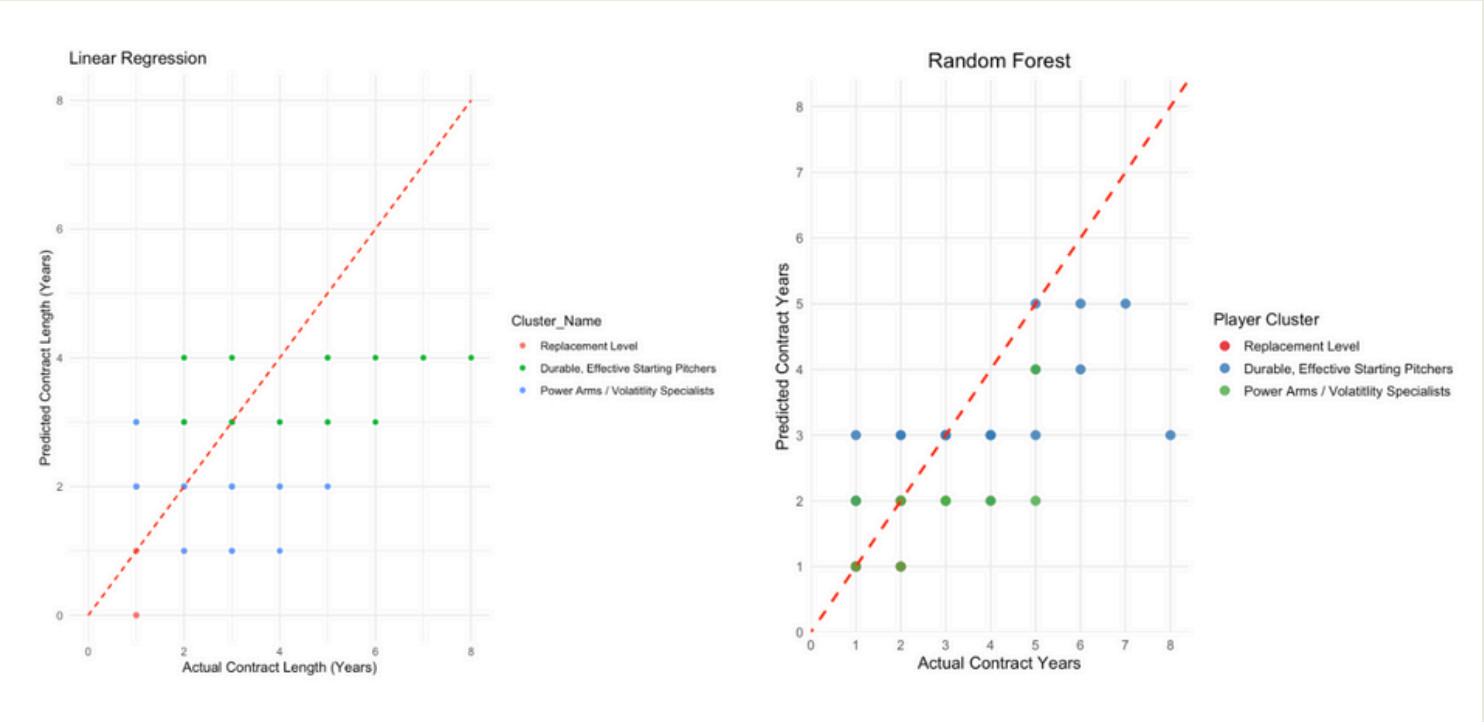 Linear Regression
8
6
4
2
0
0 2 4 6 8
Predicted Contract Length (Years)
Actual Contract Length (Years)
Cluster_Name
Replacement Level
Durable, Effective Starting Pitchers
Power Arms / Volatitlity Specialists
Random Forest
8
7
6
5
4
3
2
1
0
0 1 2 3 4 5 6 7 8
Predicted Contract Years
Actual Contract Years
Player Cluster
Replacement Level
Durable, Effective Starting Pitchers
Power Arms / Volatitlity Specialists